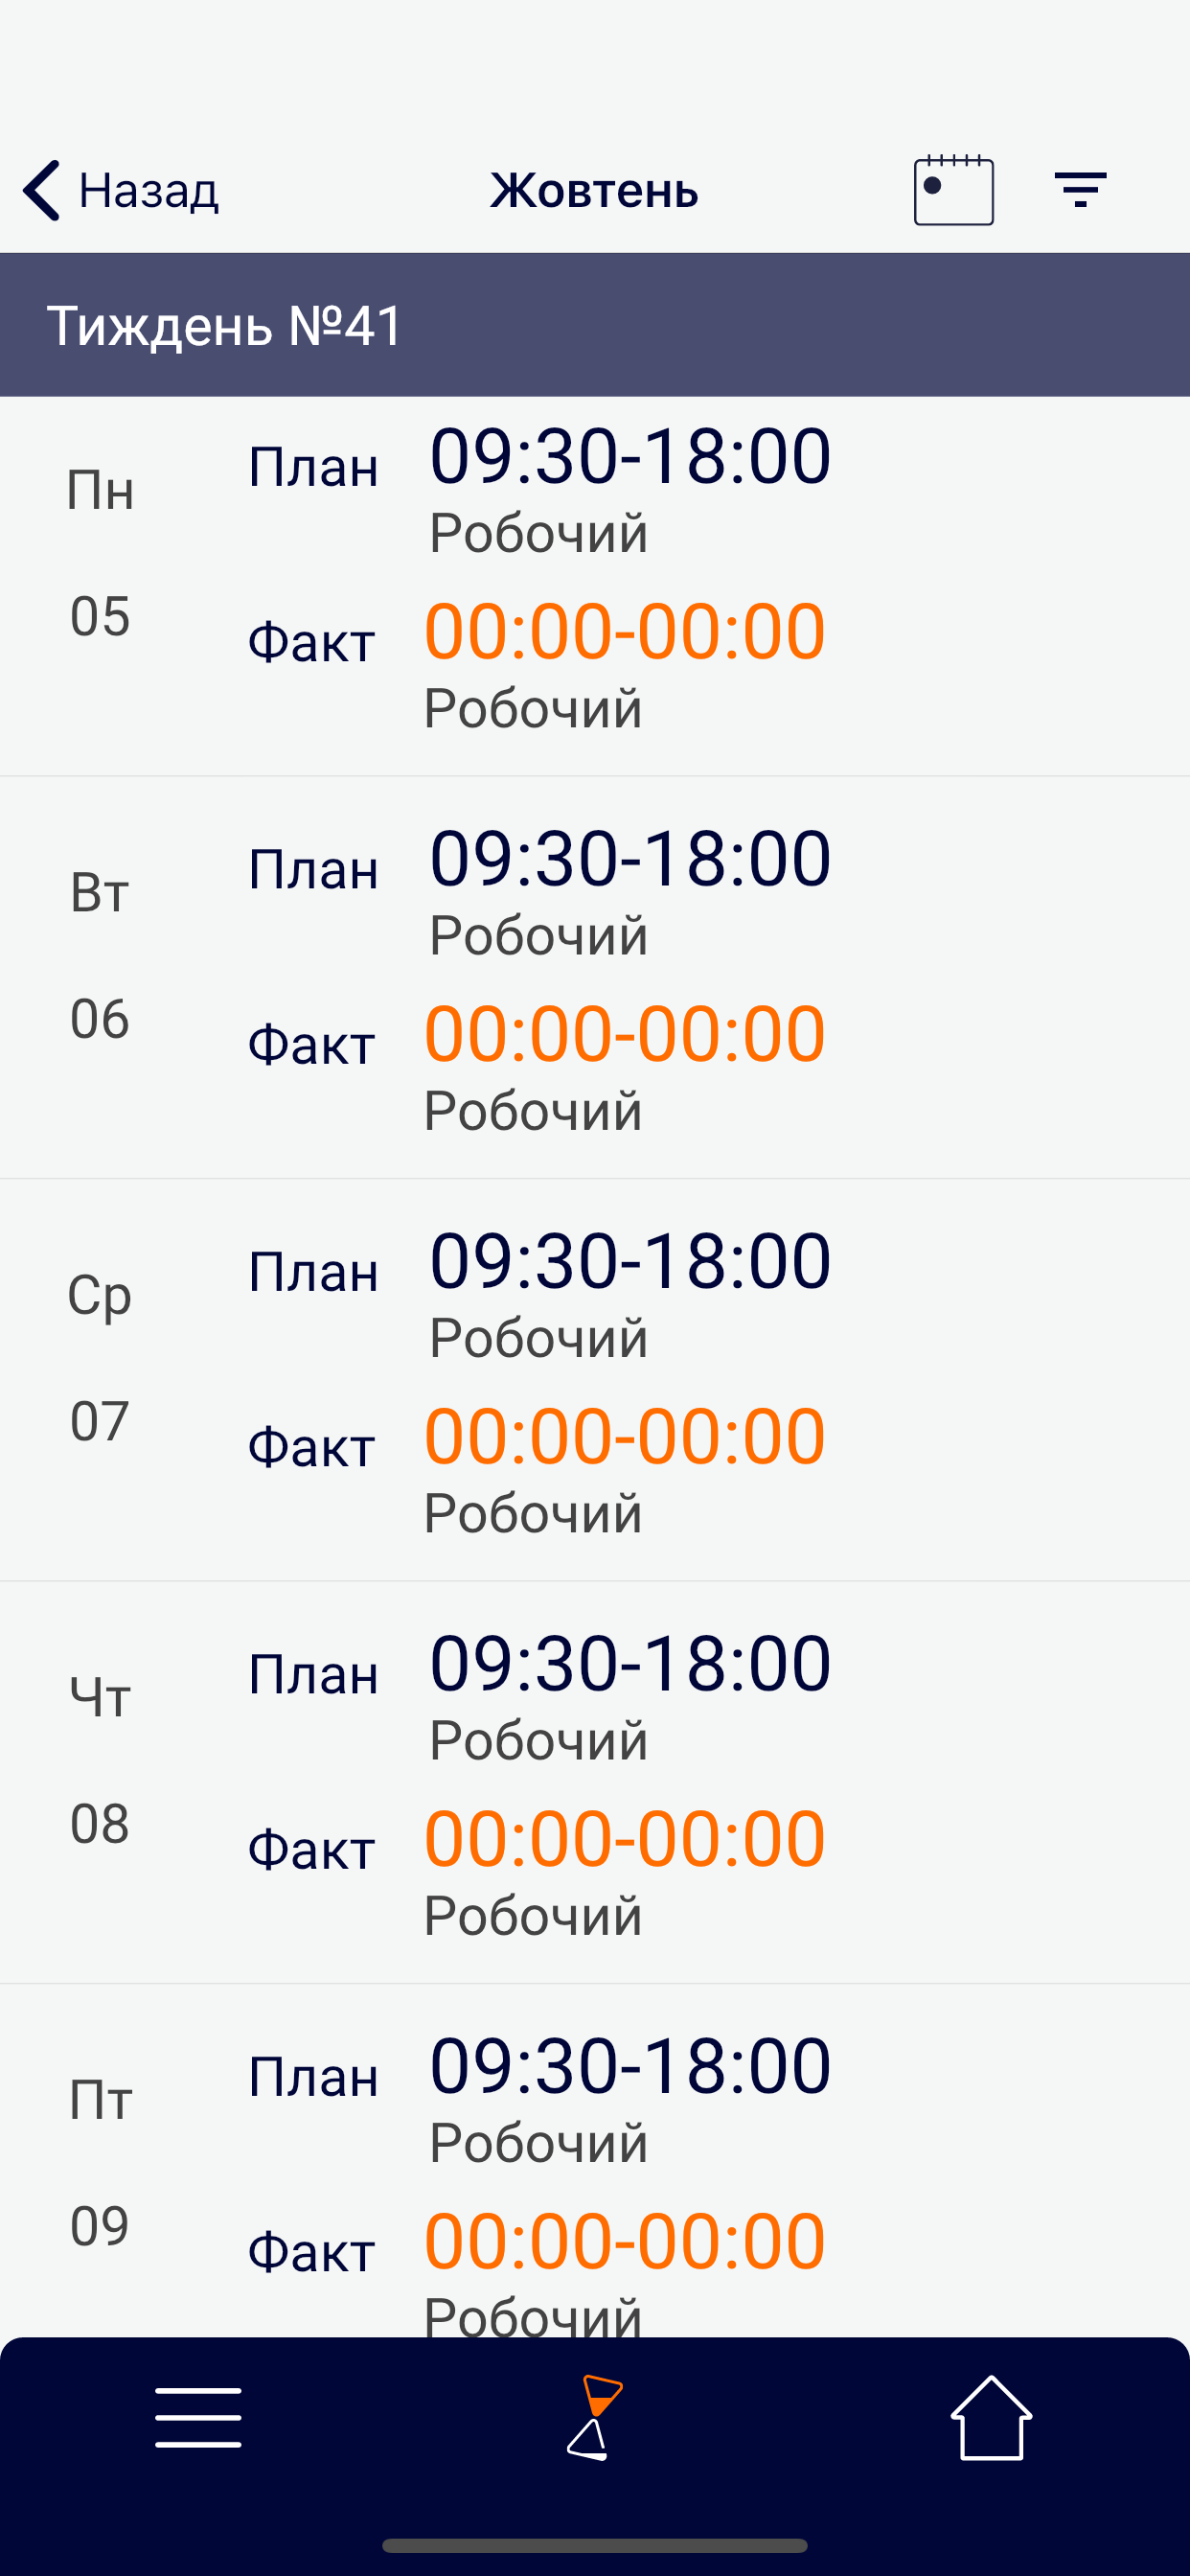 Назад
Жовтень
Тиждень №41
Пн
05
План
09:30-18:00
Робочий
Факт
00:00-00:00
Робочий
Вт
06
План
09:30-18:00
Робочий
Факт
00:00-00:00
Робочий
Ср
07
План
09:30-18:00
Робочий
Факт
00:00-00:00
Робочий
Чт
08
План
09:30-18:00
Робочий
Факт
00:00-00:00
Робочий
Пт
09
План
09:30-18:00
Робочий
Факт
00:00-00:00
Робочий